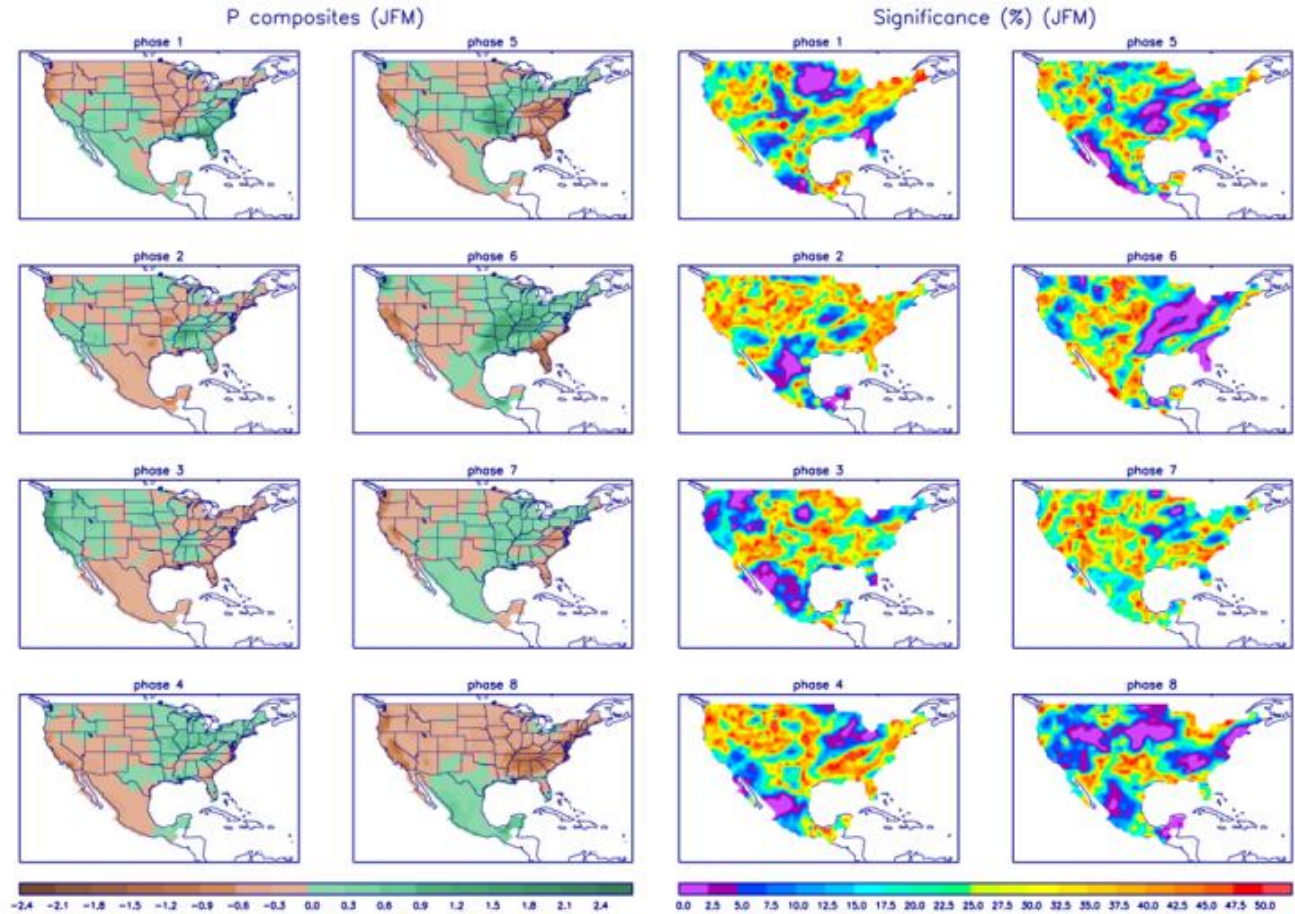 P composites (JFM) Significance (%) (JFM)
phase 1 phase 5 phase 1 phase 5
phase 2 phase 6 phase 2 phase 6
phase 3 phase 7 phase 3 phase 7
phase 4 phase 8 phase 4 phase 8
-2.4 -2.1 -1.8 -1.5 -1.2 -0.9 -0.6 -0.3 0.0 0.3 0.6 0.9 1.2 1.5 1.8 2.1 2.4 0.0 2.5 5.0 7.5 10.0 12.5 15.0 17.5 20.0 22.5 25.0 27.5 30.0 32.5 35.0 37.5 40.0 42.5 45.0 47.5 50.0